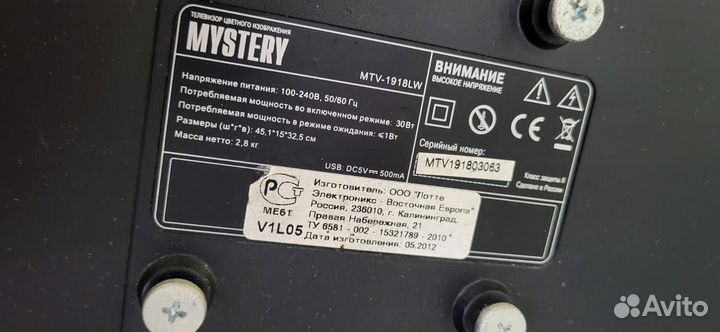 ТЕЛЕВИЗОР ЦВЕТНОГО ИЗОБРАЖЕНИЯ
MYSTERY
MTV-1918LW
Напряжение питания: 100-240В, 50/60 Гц
Потребляемая мощность во включенном режиме: 30Вт
Потребляемая мощность в режиме ожидания: ≤1Вт
Размеры (ш*г*в): 45,1*15*32,5 см
Масса нетто: 2,8 кг
USB: DC5V⎓500mA
ВНИМАНИЕ
ВЫСОКОЕ НАПРЯЖЕНИЕ
CE
Серийный номер:
MTV191803063
Класс защиты II
Сделано в России
РСТ
МЕ61
V1L05
Изготовитель: ООО "Лотте
Электроникс - Восточная Европа"
Россия, 236010, г. Калининград,
Правая Набережная, 21
ТУ 6581 - 002 - 15321789 - 2010
Дата изготовления: 05.2012
Avito